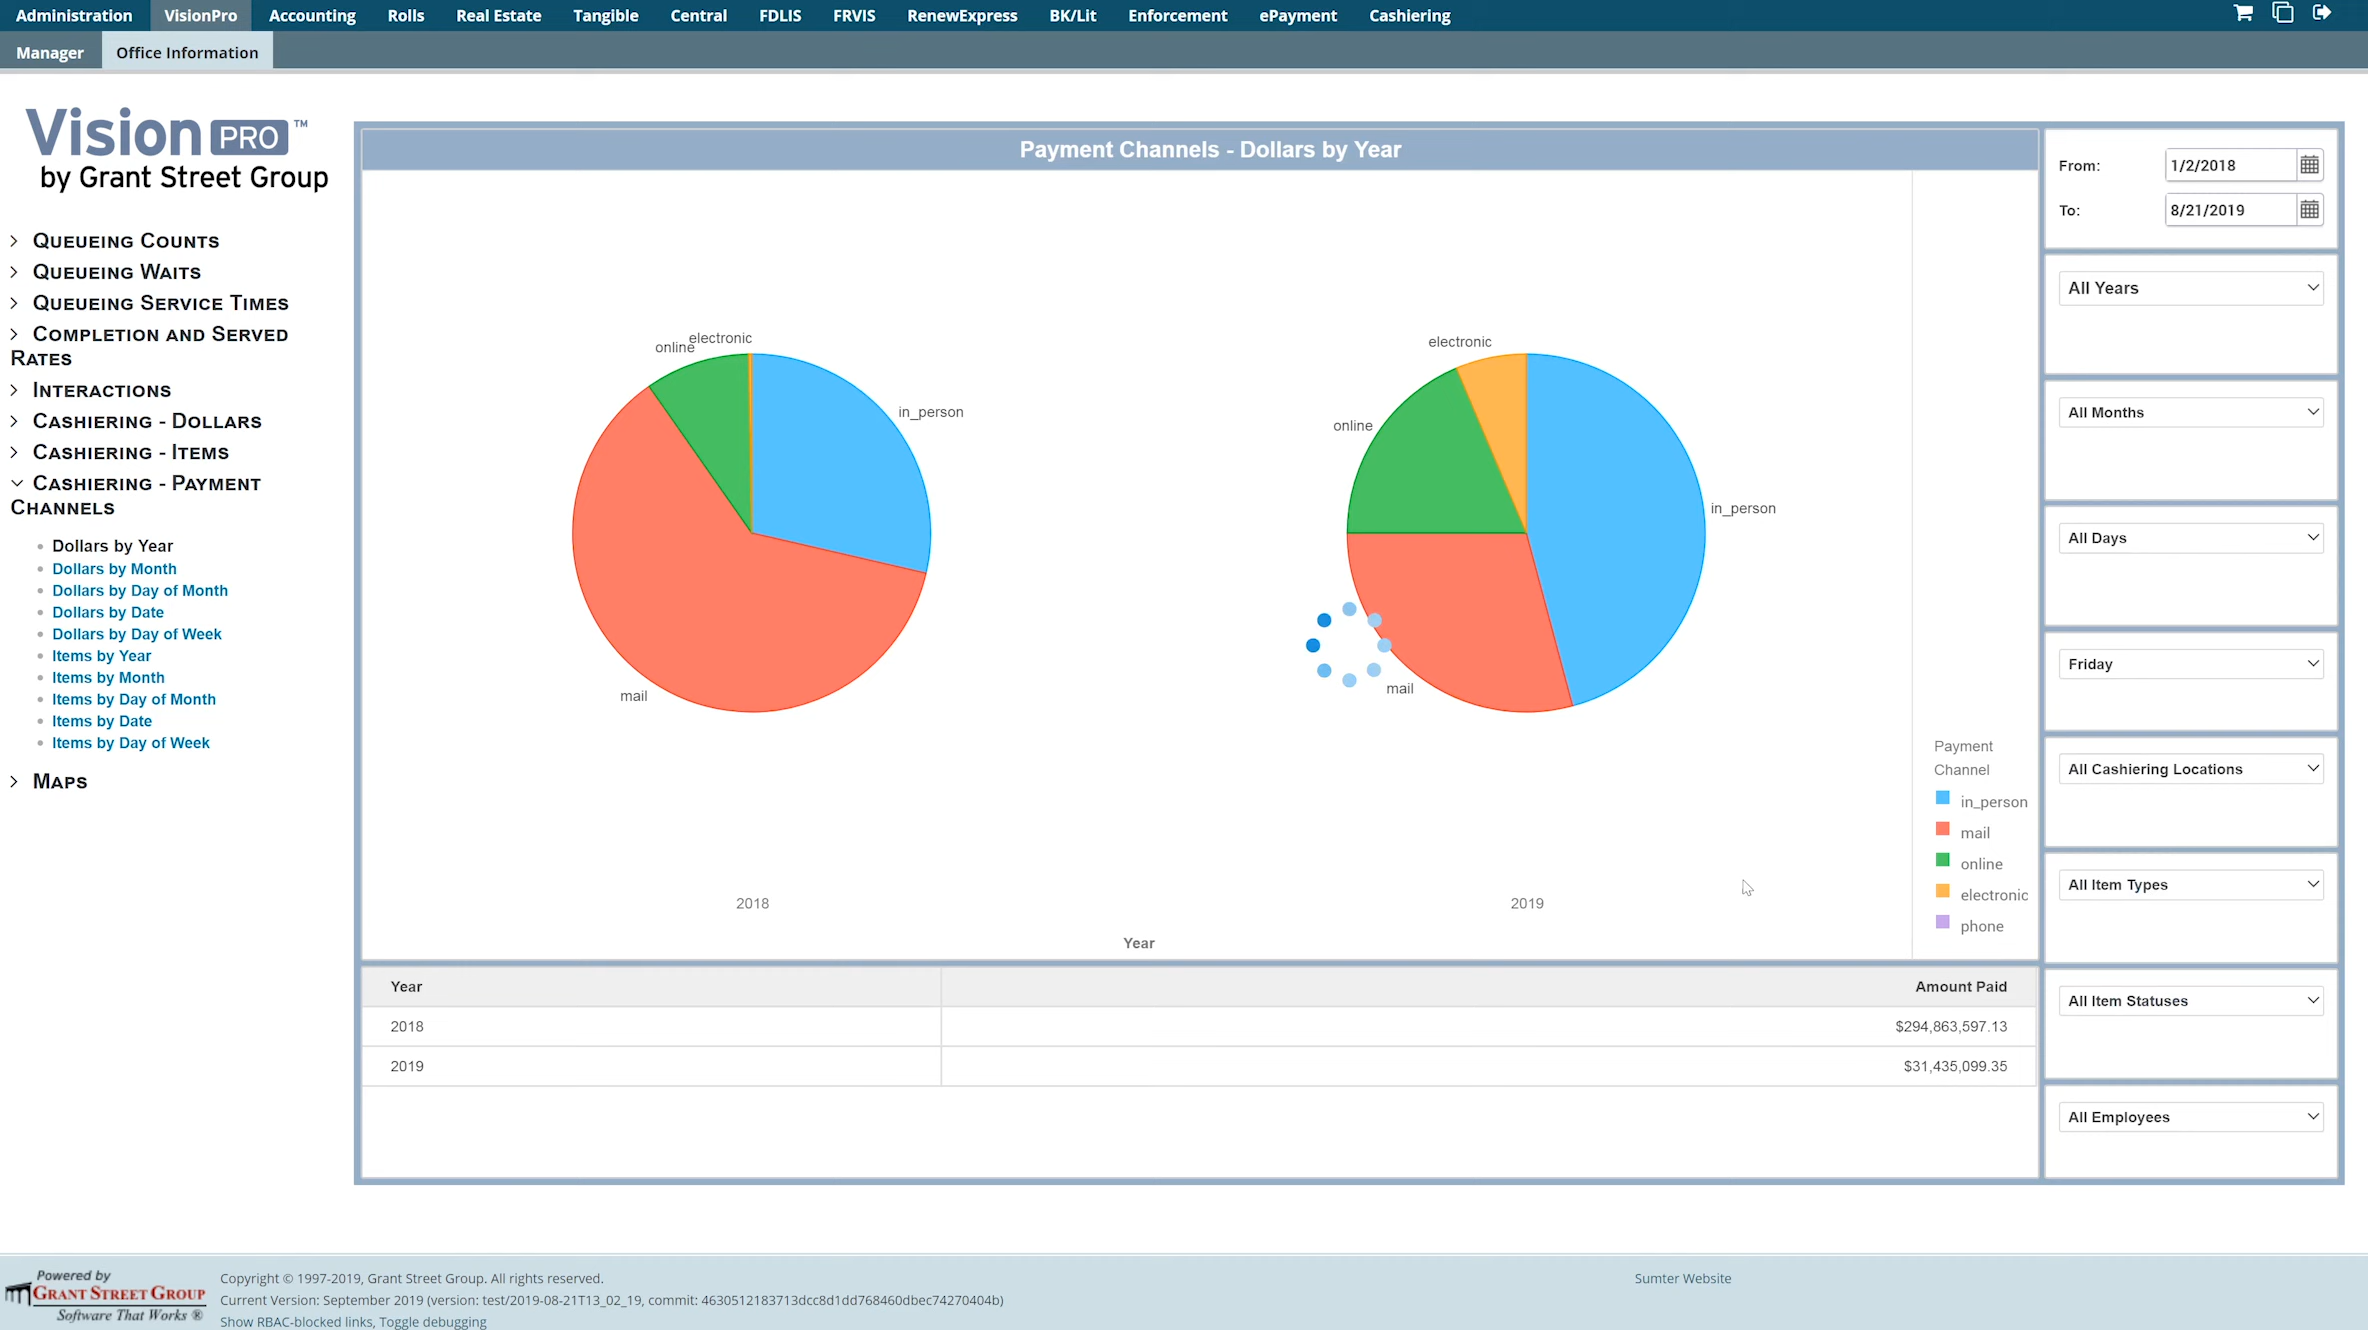 Administration VisionPro Accounting Rolls Real Estate Tangible Central FDLIS FRVIS RenewExpress BK/Lit Enforcement ePayment Cashiering
Manager Office Information
Vision PRO ™
by Grant Street Group
QUEUEING COUNTS
QUEUEING WAITS
QUEUEING SERVICE TIMES
COMPLETION AND SERVED
RATES
INTERACTIONS
CASHIERING - DOLLARS
CASHIERING - ITEMS
CASHIERING - PAYMENT
CHANNELS
Dollars by Year
Dollars by Month
Dollars by Day of Month
Dollars by Date
Dollars by Day of Week
Items by Year
Items by Month
Items by Day of Month
Items by Date
Items by Day of Week
MAPS
Payment Channels - Dollars by Year
electronic
online
in_person
mail
electronic
online
in_person
mail
2018
2019
Year
Payment
Channel
in_person
mail
online
electronic
phone
Year Amount Paid
2018 $294,863,597.13
2019 $31,435,099.35
From: 1/2/2018
To: 8/21/2019
All Years
All Months
All Days
Friday
All Cashiering Locations
All Item Types
All Item Statuses
All Employees
Powered by
GRANT STREET GROUP
Software That Works ®
Copyright © 1997-2019, Grant Street Group. All rights reserved.
Current Version: September 2019 (version: test/2019-08-21T13_02_19, commit: 4630512183713dcc8d1dd768460dbec74270404b)
Show RBAC-blocked links, Toggle debugging
Sumter Website